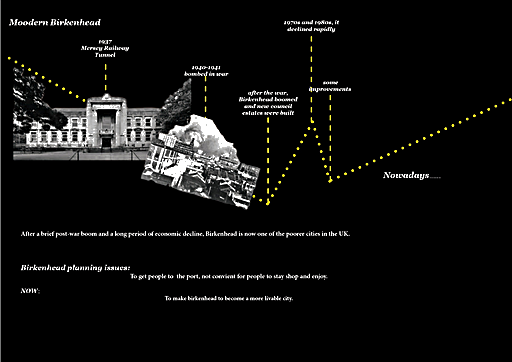 Moodern Birkenhead
1937
Mersey Railway
Tunnel
1940-1941
bombed in war
after the war,
Birkenhead boomed
and new council
estates were built
1970s and 1980s, it
declined rapidly
some
improvements
Nowadays......
After a brief post-war boom and a long period of economic decline, Birkenhead is now one of the poorer cities in the UK.
Birkenhead planning issues:
To get people to the port, not convient for people to stay shop and enjoy.
NOW:
To make birkenhead to become a more livable city.